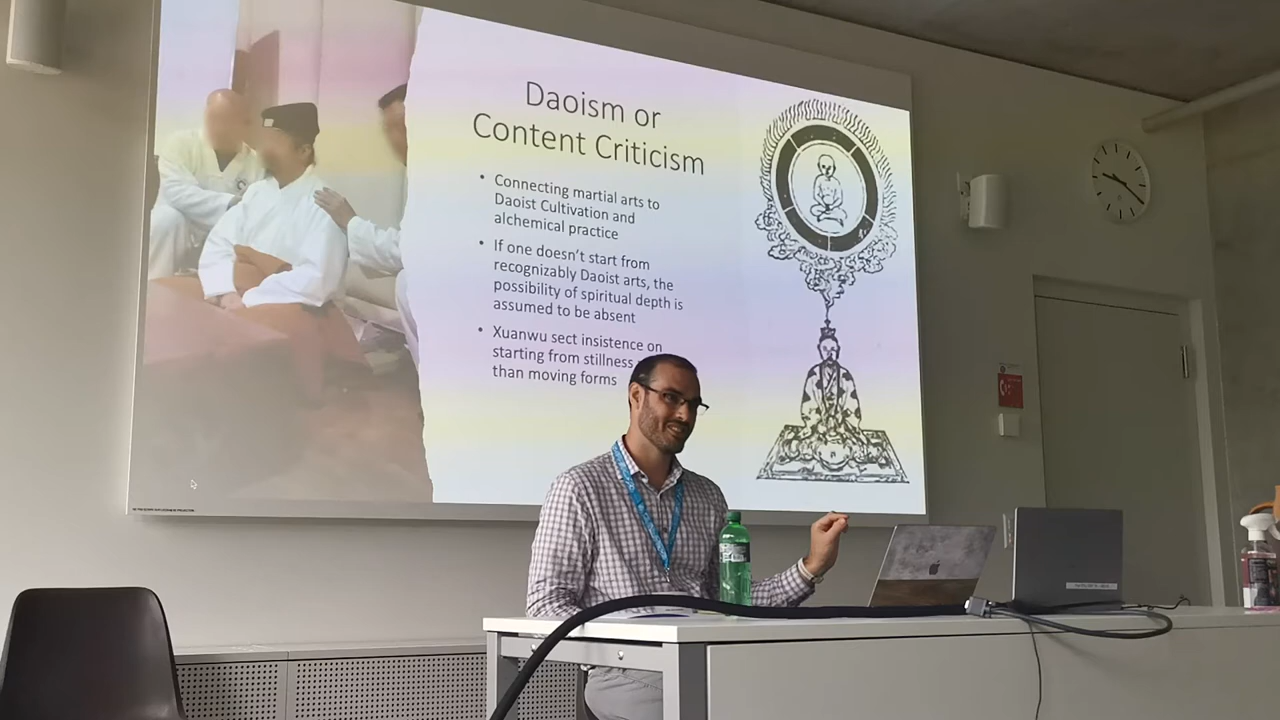 Daoism or
Content Criticism
• Connecting martial arts to
Daoist Cultivation and
alchemical practice
• If one doesn't start from
recognizably Daoist arts, the
possibility of spiritual depth is
assumed to be absent
• Xuanwu sect insistence on
starting from stillness
than moving forms